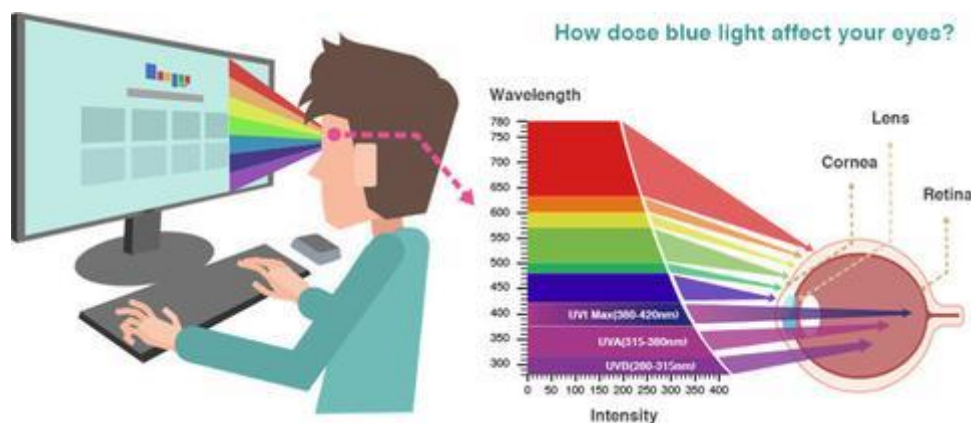 How dose blue light affect your eyes?
Wavelength
Lens
Cornea
Retina
780
750
700
650
600
550
500
450
400
350
300
UVt Max(380-420nm)
UVA(315-380nm)
UVB(280-315nm)
0 50 100 150 200 250 300 350 400
Intensity